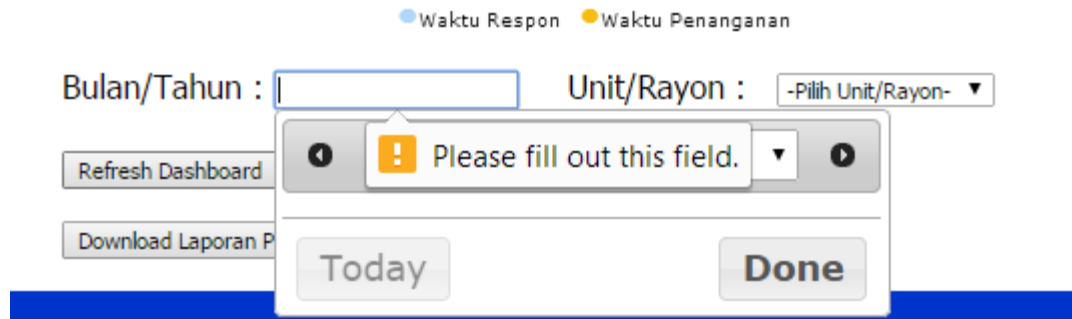 Waktu Respon Waktu Penanganan
Bulan/Tahun : Unit/Rayon : -Pilih Unit/Rayon-
Please fill out this field.
Refresh Dashboard
Download Laporan P
Today Done